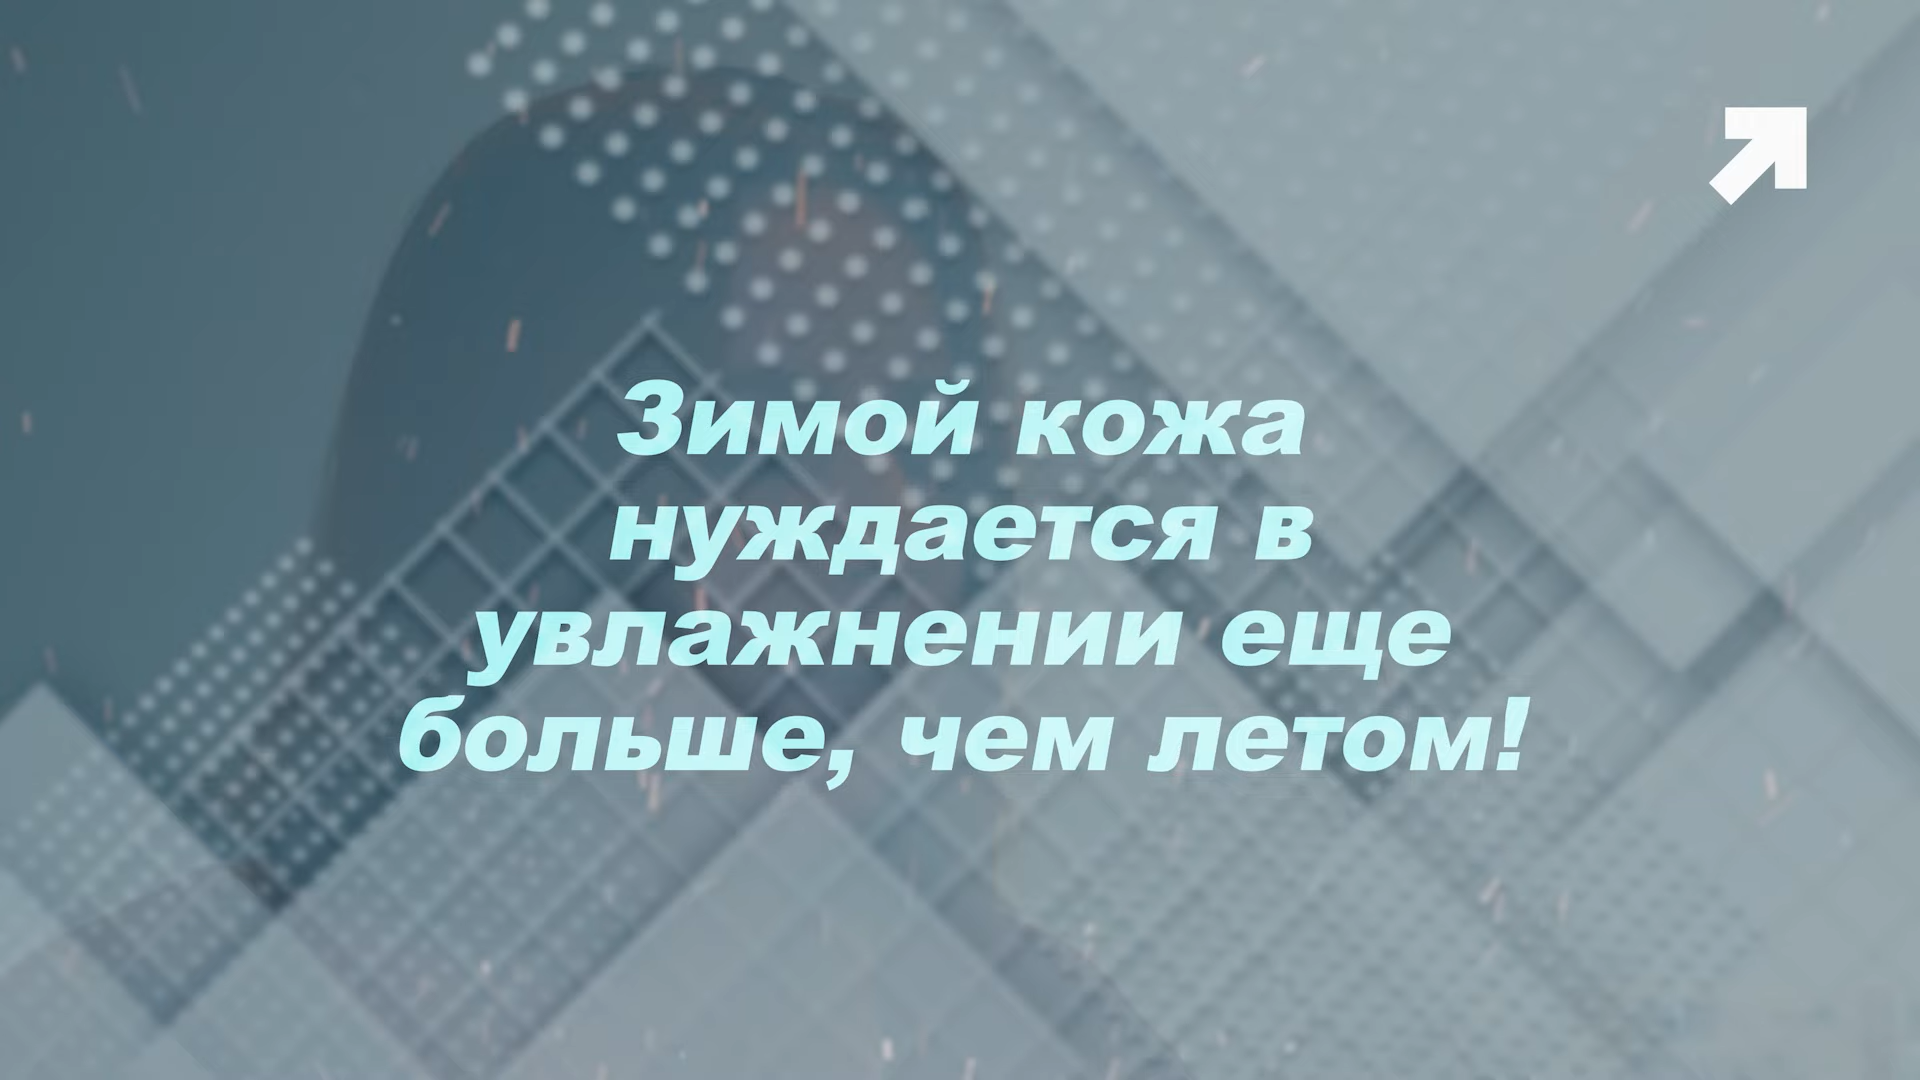 Зимой кожа
нуждается в
увлажнении еще
больше, чем летом!